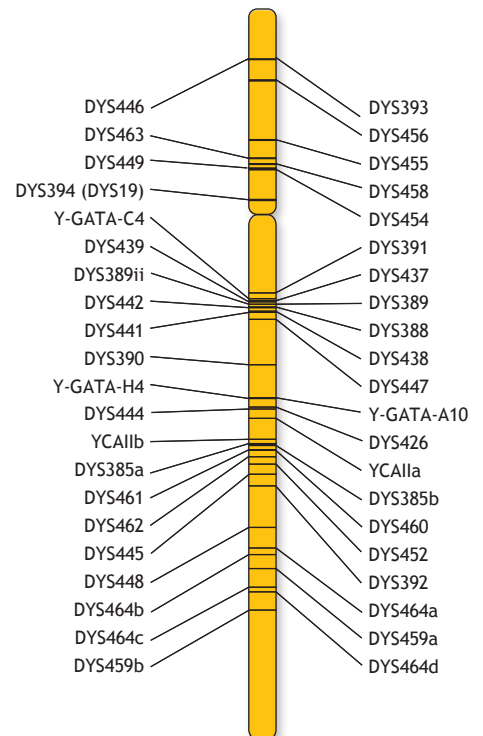 DYS446
DYS463
DYS449
DYS394 (DYS19)
Y-GATA-C4
DYS439
DYS389ii
DYS442
DYS441
DYS390
Y-GATA-H4
DYS444
YCAIIb
DYS385a
DYS461
DYS462
DYS445
DYS448
DYS464b
DYS464c
DYS459b
DYS393
DYS456
DYS455
DYS458
DYS454
DYS391
DYS437
DYS389
DYS388
DYS438
DYS447
Y-GATA-A10
DYS426
YCAIIa
DYS385b
DYS460
DYS452
DYS392
DYS464a
DYS459a
DYS464d